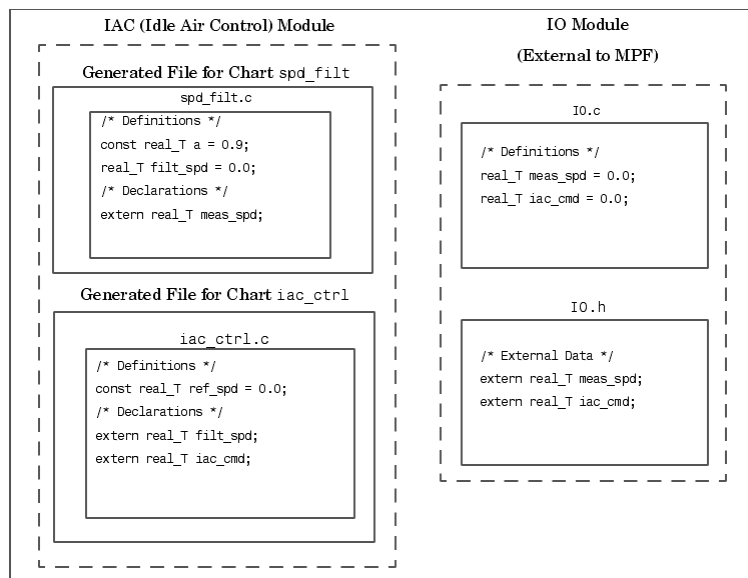 IAC (Idle Air Control) Module
Generated File for Chart spd_filt
spd_filt.c
/* Definitions */
const real_T a = 0.9;
real_T filt_spd = 0.0;
/* Declarations */
extern real_T meas_spd;
Generated File for Chart iac_ctrl
iac_ctrl.c
/* Definitions */
const real_T ref_spd = 0.0;
/* Declarations */
extern real_T filt_spd;
extern real_T iac_cmd;
IO Module
(External to MPF)
IO.c
/* Definitions */
real_T meas_spd = 0.0;
real_T iac_cmd = 0.0;
IO.h
/* External Data */
extern real_T meas_spd;
extern real_T iac_cmd;